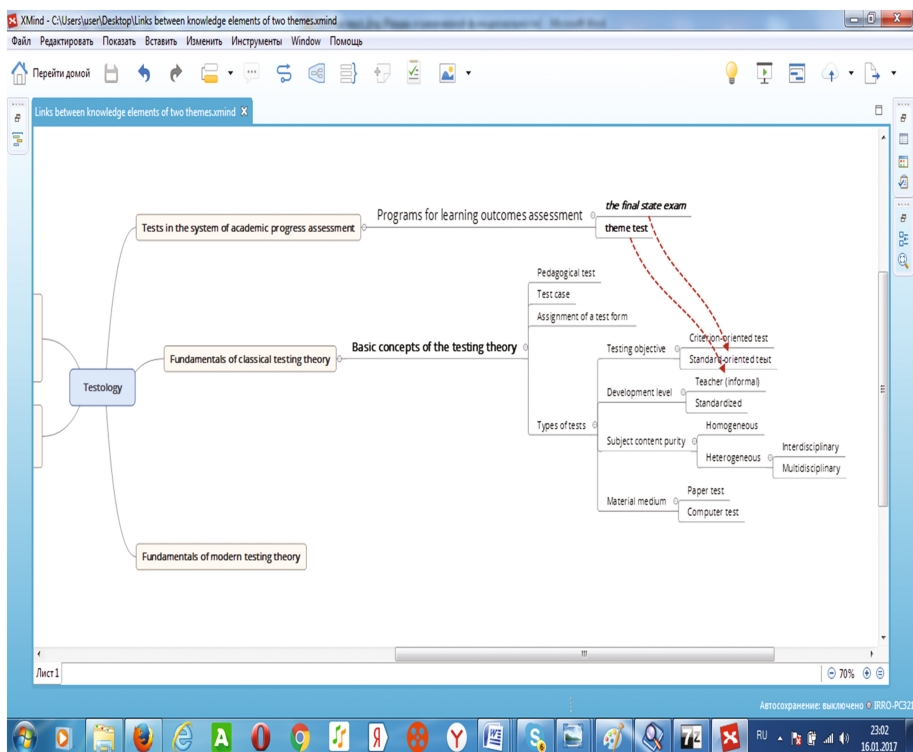 XMind - C:\Users\user\Desktop\Links between knowledge elements of two themes.xmind
Файл Редактировать Показать Вставить Изменить Инструменты Window Помощь
Перейти домой
Links between knowledge elements of two themes.xmind
the final state exam
Programs for learning outcomes assessment
Tests in the system of academic progress assessment
theme test
Pedagogical test
Test case
Assignment of a test form
Criterion-oriented test
Basic concepts of the testing theory
Testing objective
Fundamentals of classical testing theory
Standard-oriented test
Testology
Teacher (informal)
Development level
Standardized
Types of tests
Homogeneous
Subject content purity
Interdisciplinary
Heterogeneous
Multidisciplinary
Paper test
Material medium
Computer test
Fundamentals of modern testing theory
Лист1
70%
Автосохранение: выключено
IRRO-PC321
RU
23:02
16.01.2017